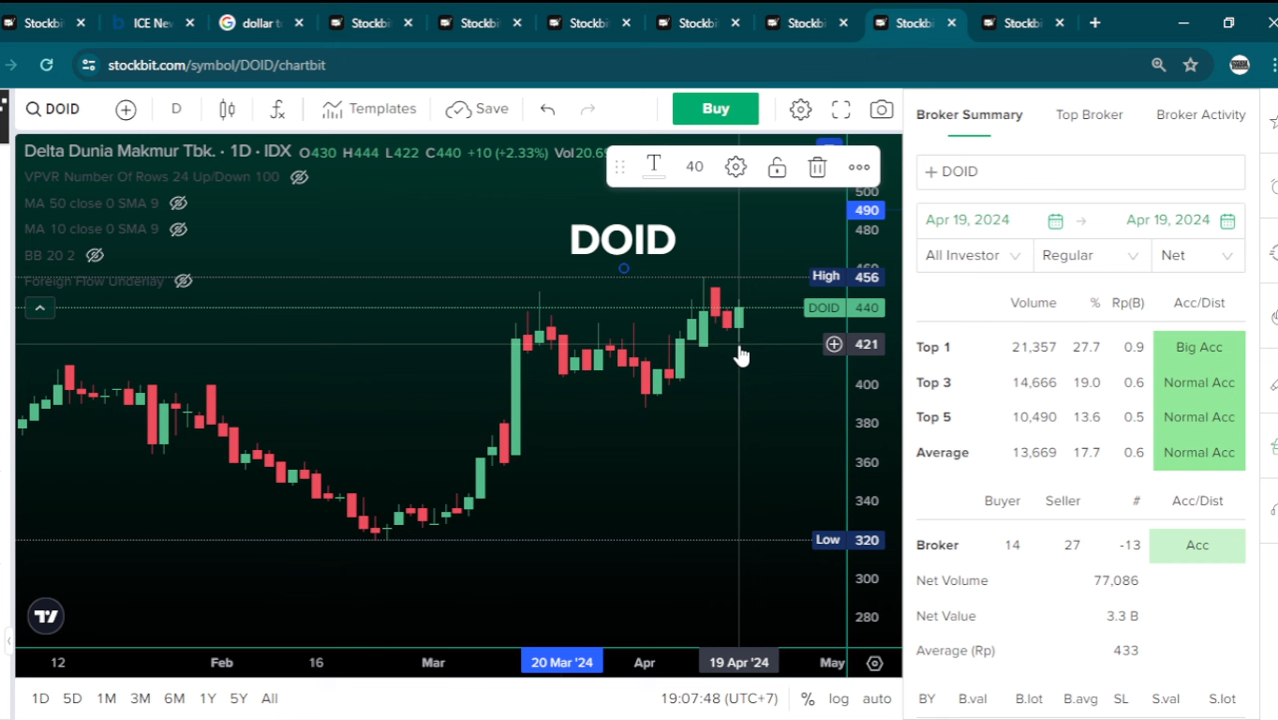 Stockbi
ICE Ne
dollar t
Stockbi
Stockbi
Stockbi
Stockbi
Stockbi
Stockbi
Stockbi
stockbit.com/symbol/DOID/chartbit
DOID
D
Templates
Save
Buy
Delta Dunia Makmur Tbk. · 1D · IDX O430 H444 L422 C440 +10 (+2.33%)
VPVR Number Of Rows 24 Up/Down 100
MA 50 close 0 SMA 9
MA 10 close 0 SMA 9
BB 20 2
Foreign Flow Underlay
T 40
DOID
500
490
480
High 456
DOID 440
421
400
380
360
340
Low 320
300
280
12 Feb 16 Mar 20 Mar '24 Apr 19 Apr '24 May
1D 5D 1M 3M 6M 1Y 5Y All
19:07:48 (UTC+7) % log auto
Broker Summary Top Broker Broker Activity
+ DOID
Apr 19, 2024 → Apr 19, 2024
All Investor Regular Net
Volume % Rp(B) Acc/Dist
Top 1 21,357 27.7 0.9 Big Acc
Top 3 14,666 19.0 0.6 Normal Acc
Top 5 10,490 13.6 0.5 Normal Acc
Average 13,669 17.7 0.6 Normal Acc
Buyer Seller # Acc/Dist
Broker 14 27 -13 Acc
Net Volume 77,086
Net Value 3.3 B
Average (Rp) 433
BY B.val B.lot B.avg SL S.val S.lot